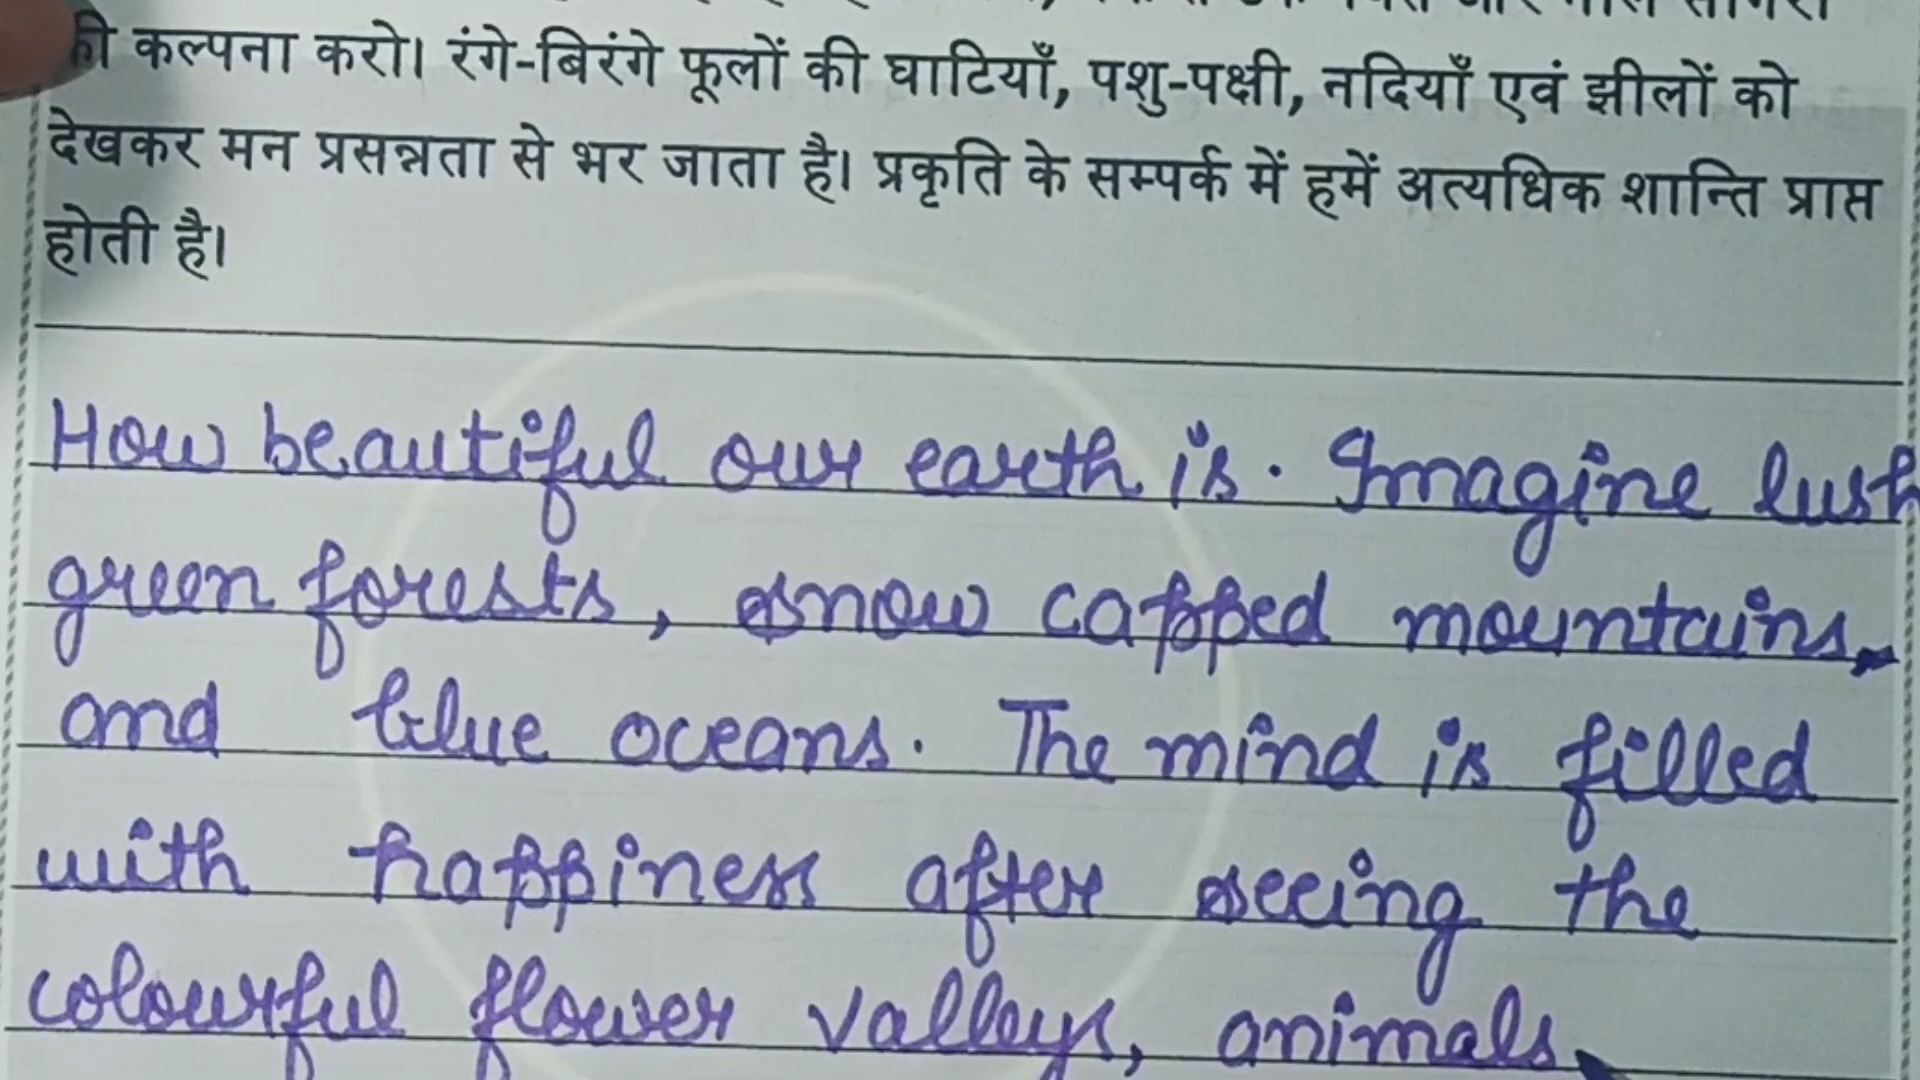 की कल्पना करो। रंगे-बिरंगे फूलों की घाटियाँ, पशु-पक्षी, नदियाँ एवं झीलों को
देखकर मन प्रसन्नता से भर जाता है। प्रकृति के सम्पर्क में हमें अत्यधिक शान्ति प्राप्त
होती है।
How beautiful our earth is. Imagine lush
green forests, snow capped mountains
and blue oceans. The mind is filled
with happiness after seeing the
colourful flower valleys, animals